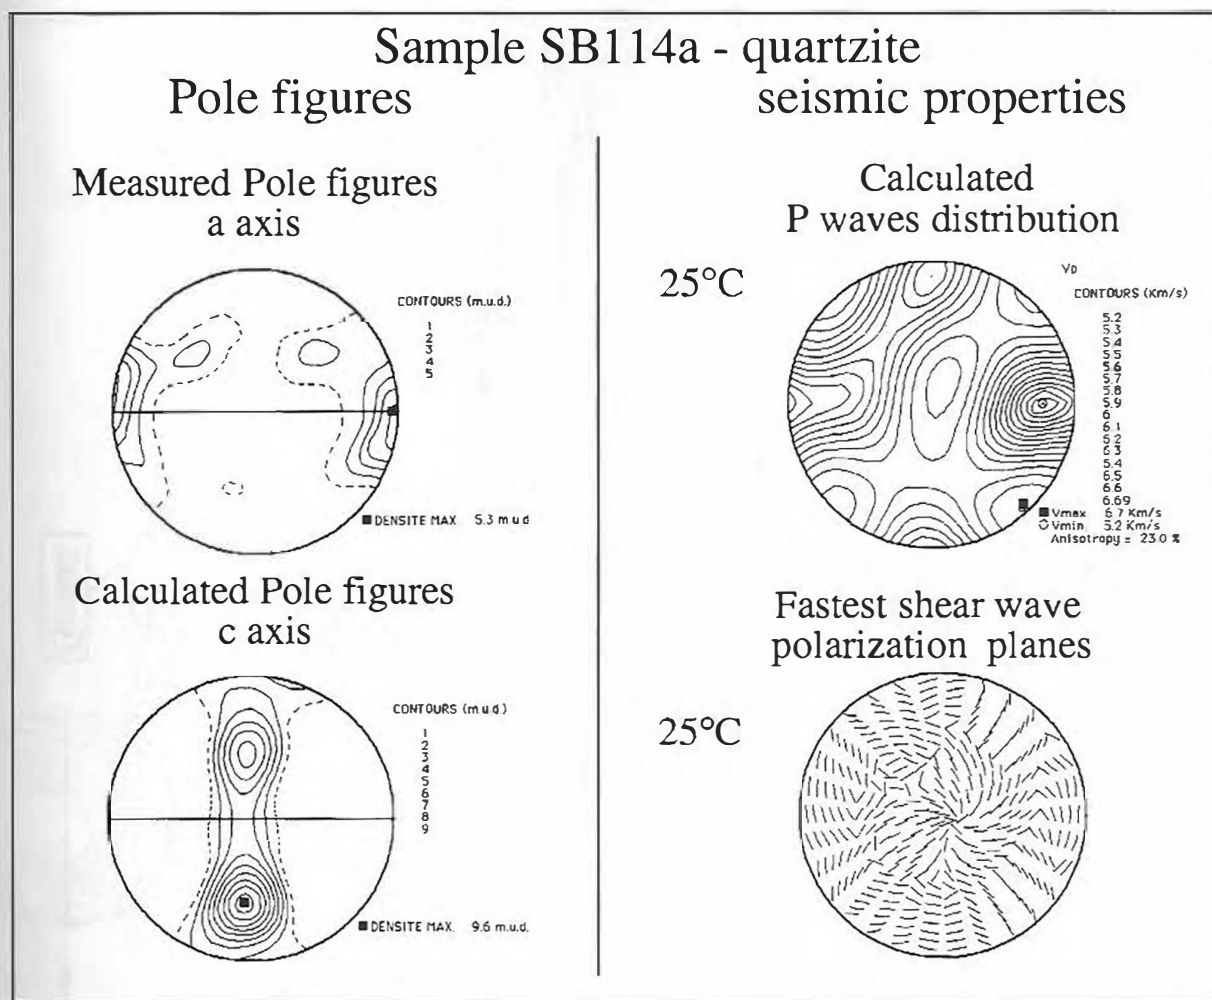 Sample SB114a - quartzite
Pole figures
seismic properties
Measured Pole figures
a axis
CONTOURS (m.u.d.)
1
2
3
4
5
DENSITE MAX 5.3 m u d
Calculated Pole figures
c axis
CONTOURS (m u d.)
1
2
3
4
5
6
7
8
9
DENSITE MAX. 9.6 m.u.d.
Calculated
P waves distribution
25°C
Vp
CONTOURS (Km/s)
5.2
5.3
5.4
5.5
5.6
5.7
5.8
5.9
6
6.1
5.2
6.3
5.4
6.5
6.6
6.69
Vmax 6.7 Km/s
Vmin 5.2 Km/s
Anisotropy = 23.0 %
Fastest shear wave
polarization planes
25°C